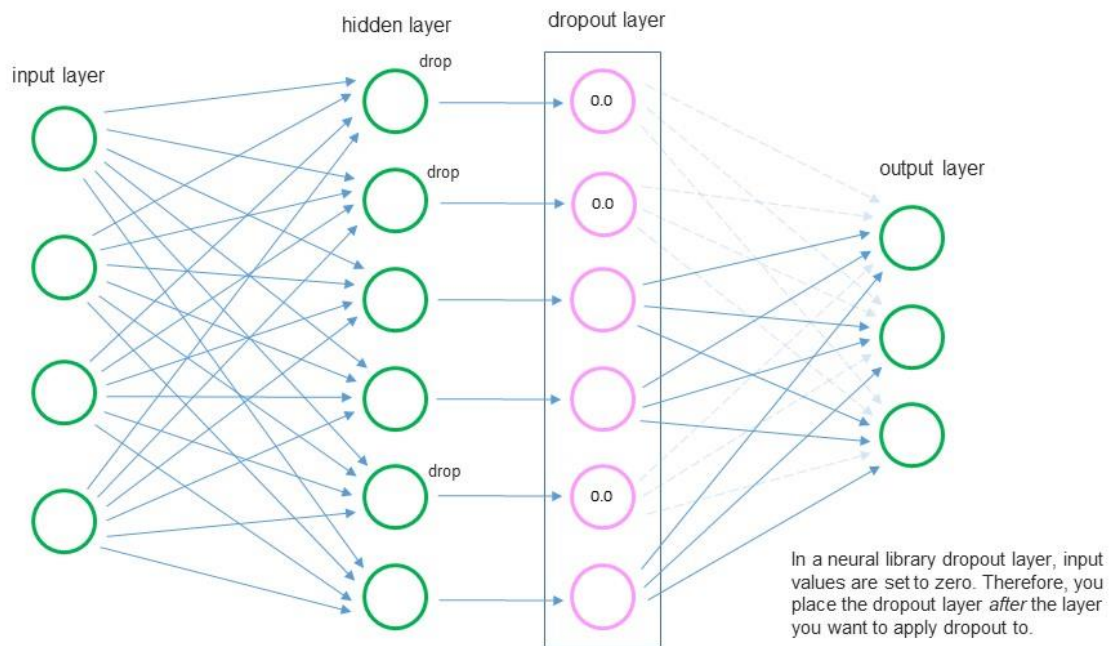 dropout layer
hidden layer
input layer
drop
0.0
drop
0.0
output layer
drop
0.0
In a neural library dropout layer, input
values are set to zero. Therefore, you
place the dropout layer after the layer
you want to apply dropout to.